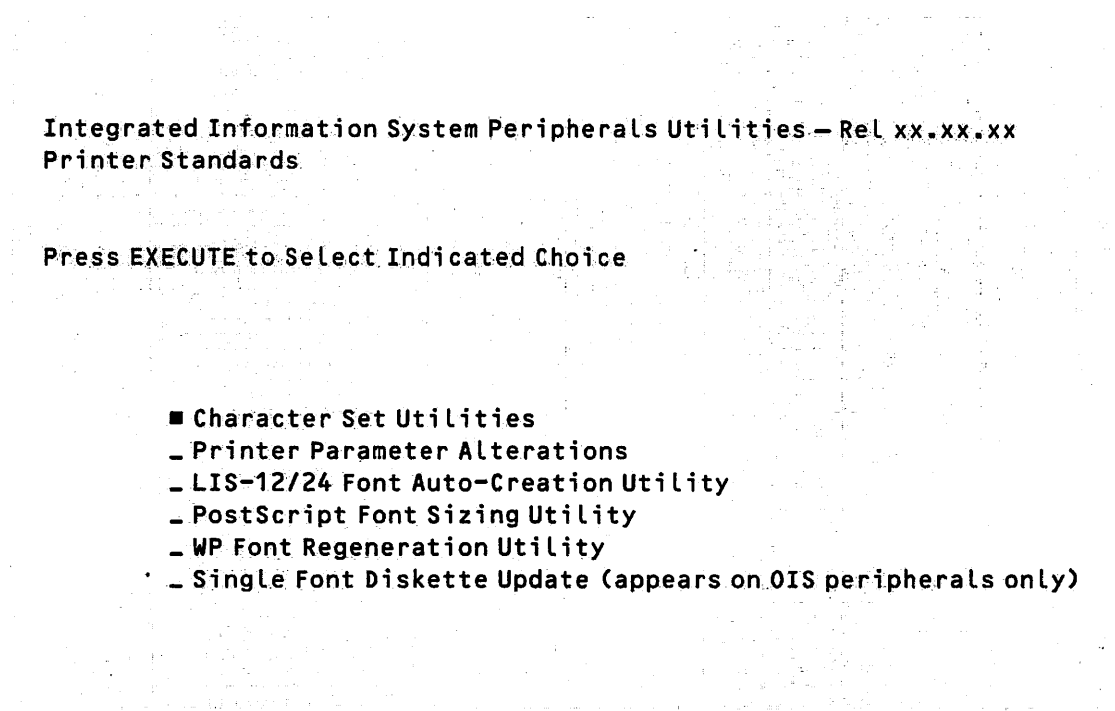 Integrated Information System Peripherals Utilities – Rel xx.xx.xx
Printer Standards
Press EXECUTE to Select Indicated Choice
■ Character Set Utilities
_ Printer Parameter Alterations
_ LIS-12/24 Font Auto-Creation Utility
_ PostScript Font Sizing Utility
_ WP Font Regeneration Utility
_ Single Font Diskette Update (appears on OIS peripherals only)